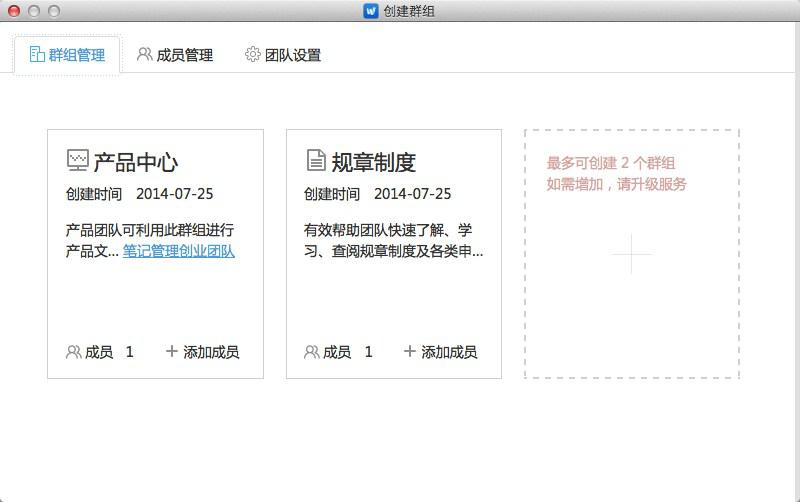 创建群组
群组管理 成员管理 团队设置
产品中心
创建时间 2014-07-25
产品团队可利用此群组进行
产品文... 笔记管理创业团队
成员 1 添加成员
规章制度
创建时间 2014-07-25
有效帮助团队快速了解、学
习、查阅规章制度及各类申...
成员 1 添加成员
最多可创建 2 个群组
如需增加，请升级服务